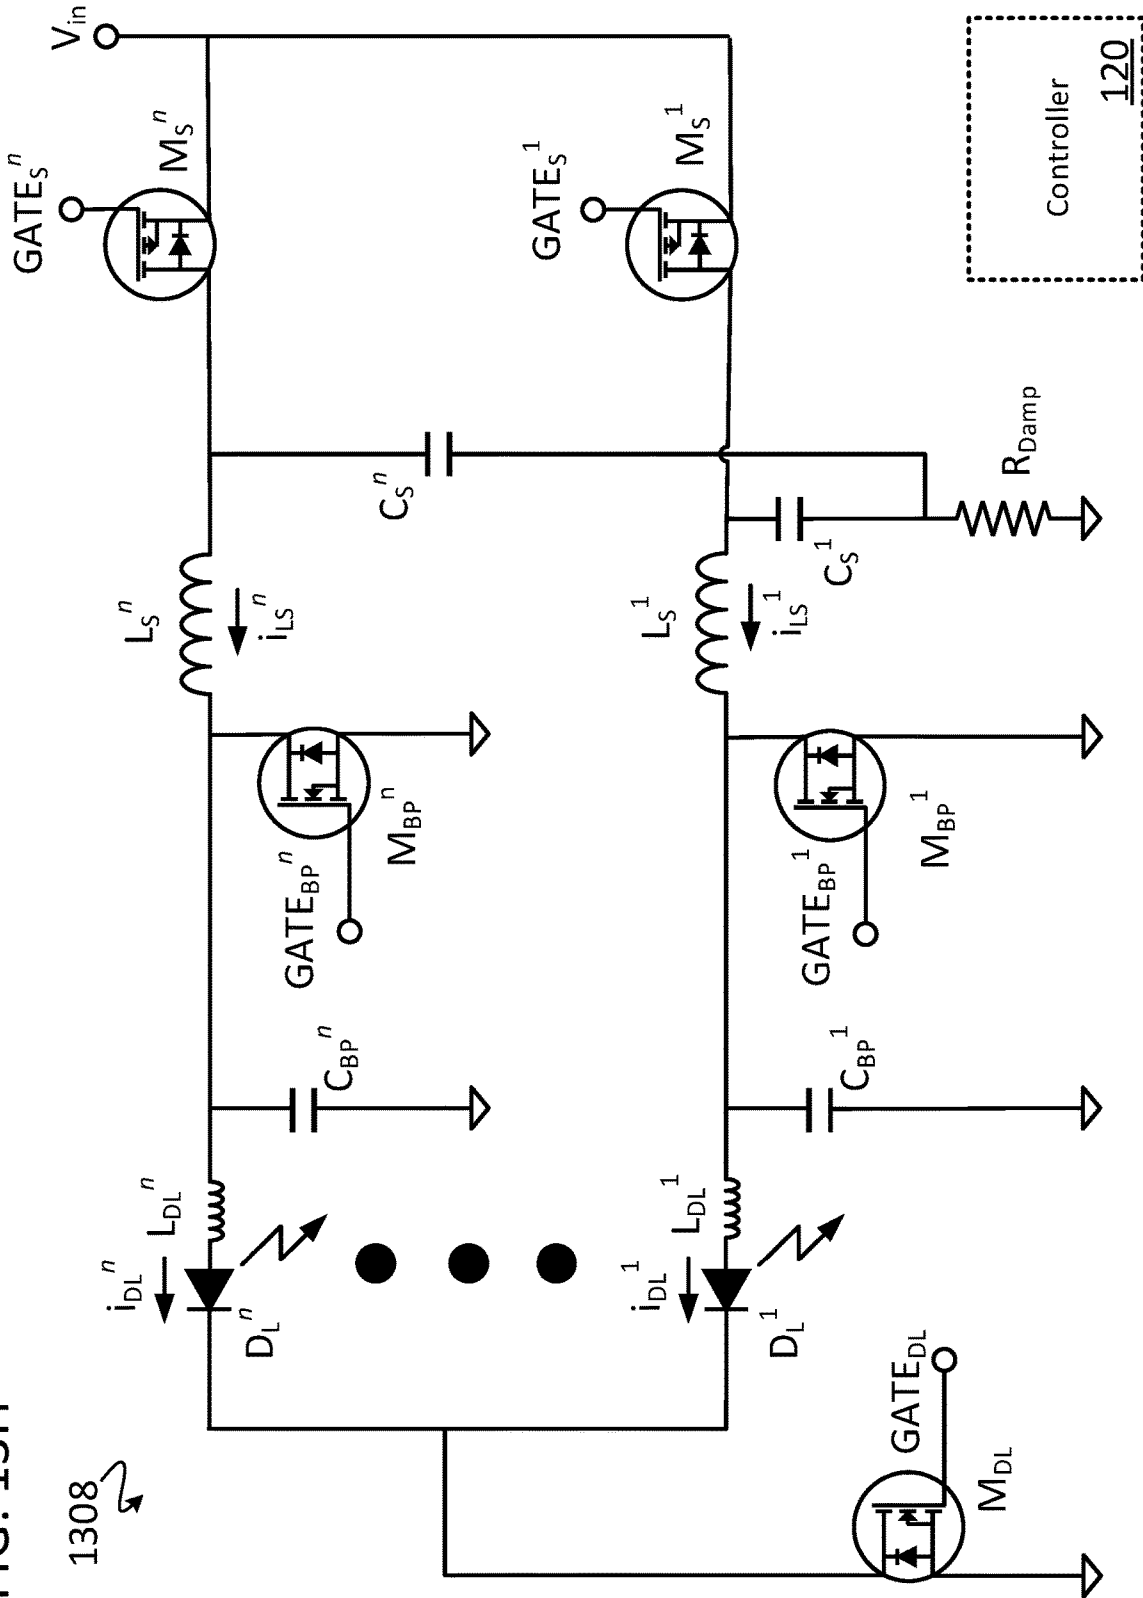 FIG. 13H
1308
V_in
GATE_S^n
M_S^n
L_S^n
i_LS^n
L_DL^n
i_DL^n
D_L^n
C_BP^n
GATE_BP^n
M_BP^n
C_S^n
GATE_S^1
M_S^1
L_S^1
i_LS^1
L_DL^1
i_DL^1
D_L^1
C_BP^1
GATE_BP^1
M_BP^1
C_S^1
R_Damp
GATE_DL
M_DL
Controller
120